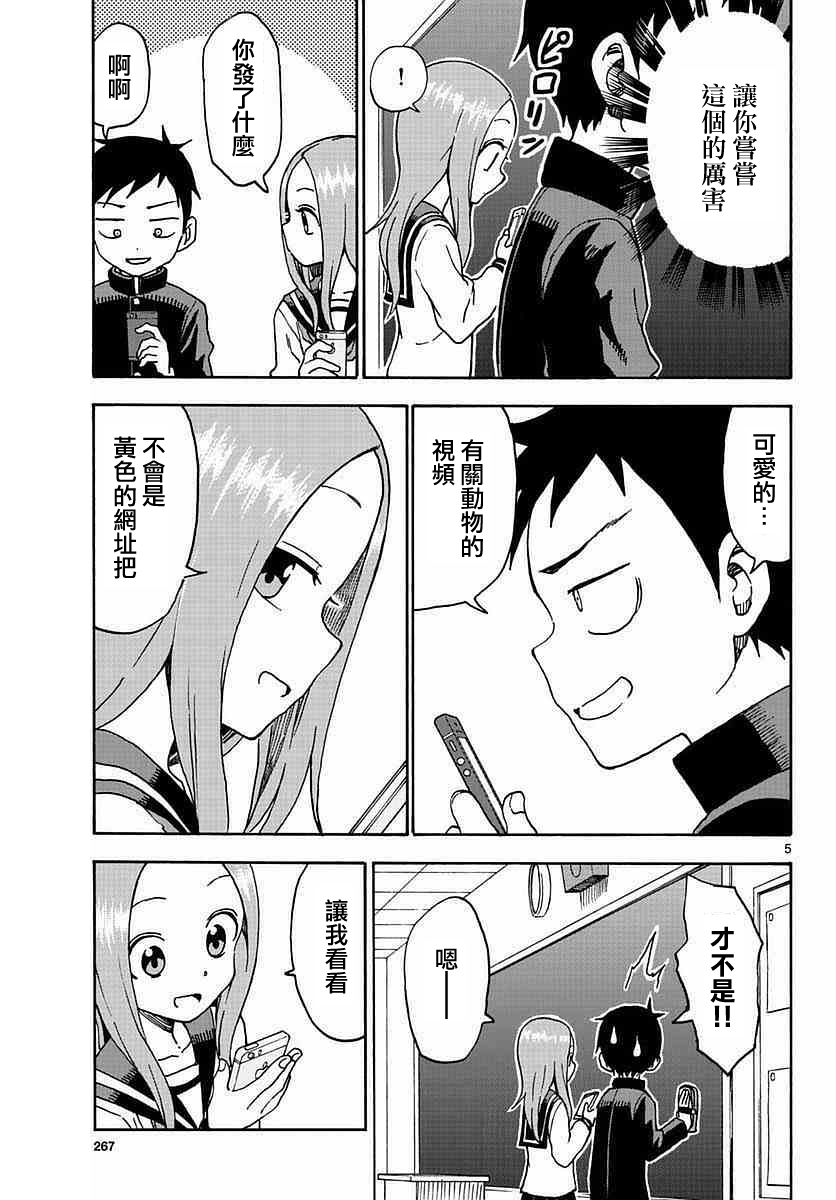 讓你嘗嘗
這個的厲害
ピロリン
！
你發了什麼
啊啊
可愛的…
有關動物的
視頻
不會是
黃色的網址把
5
才不是!!
嗯──
讓我看看
267